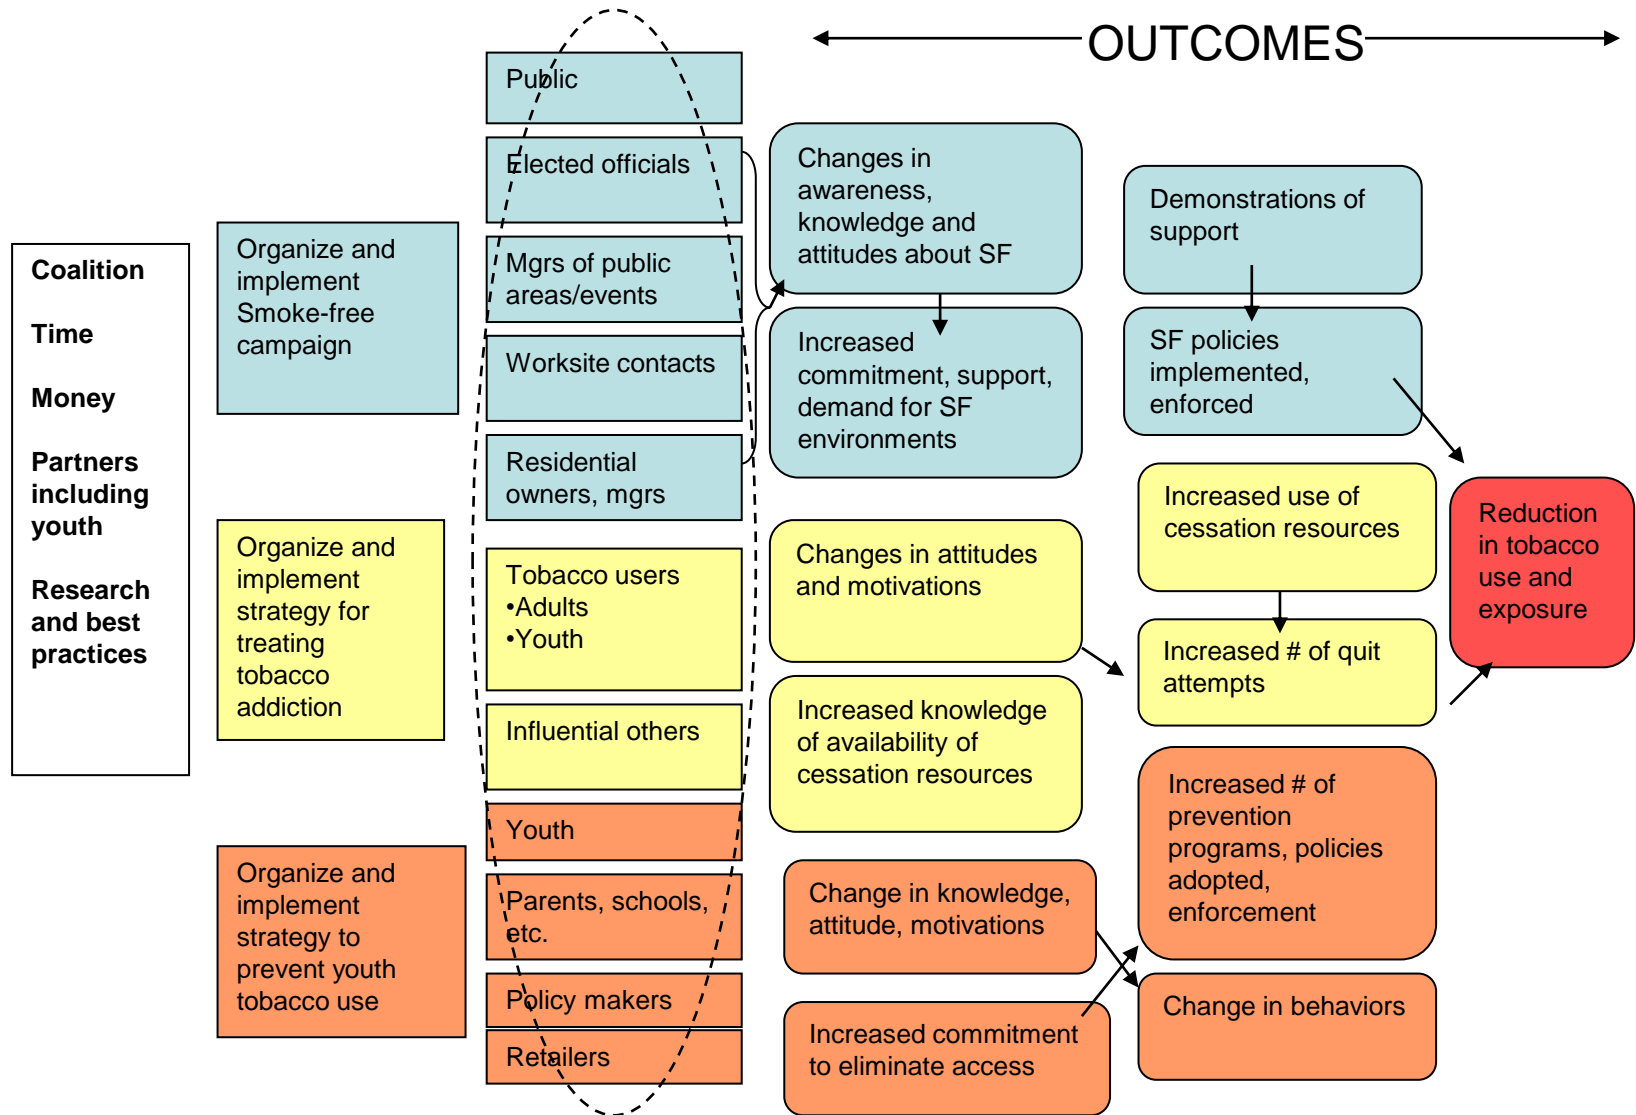 OUTCOMES
Coalition
Time
Money
Partners
including
youth
Research
and best
practices
Organize and
implement
Smoke-free
campaign
Organize and
implement
strategy for
treating
tobacco
addiction
Organize and
implement
strategy to
prevent youth
tobacco use
Public
Elected officials
Mgrs of public
areas/events
Worksite contacts
Residential
owners, mgrs
Tobacco users
•Adults
•Youth
Influential others
Youth
Parents, schools,
etc.
Policy makers
Retailers
Changes in
awareness,
knowledge and
attitudes about SF
Increased
commitment, support,
demand for SF
environments
Changes in attitudes
and motivations
Increased knowledge
of availability of
cessation resources
Change in knowledge,
attitude, motivations
Increased commitment
to eliminate access
Demonstrations of
support
SF policies
implemented,
enforced
Increased use of
cessation resources
Increased # of quit
attempts
Increased # of
prevention
programs, policies
adopted,
enforcement
Change in behaviors
Reduction
in tobacco
use and
exposure